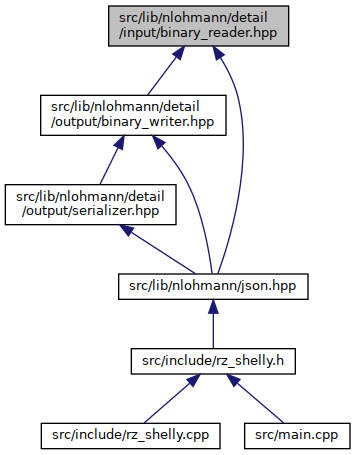 src/lib/nlohmann/detail
/input/binary_reader.hpp
src/lib/nlohmann/detail
/output/binary_writer.hpp
src/lib/nlohmann/detail
/output/serializer.hpp
src/lib/nlohmann/json.hpp
src/include/rz_shelly.h
src/include/rz_shelly.cpp
src/main.cpp